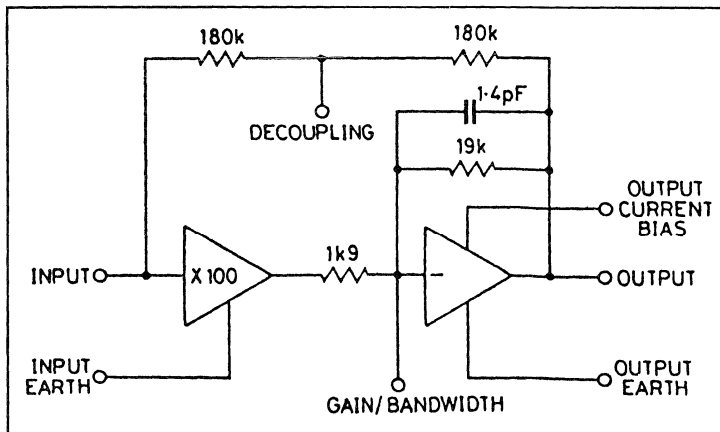 180k
180k
1·4pF
DECOUPLING
19k
OUTPUT
CURRENT
BIAS
1k9
INPUT
X100
−
OUTPUT
INPUT
EARTH
OUTPUT
EARTH
GAIN/BANDWIDTH